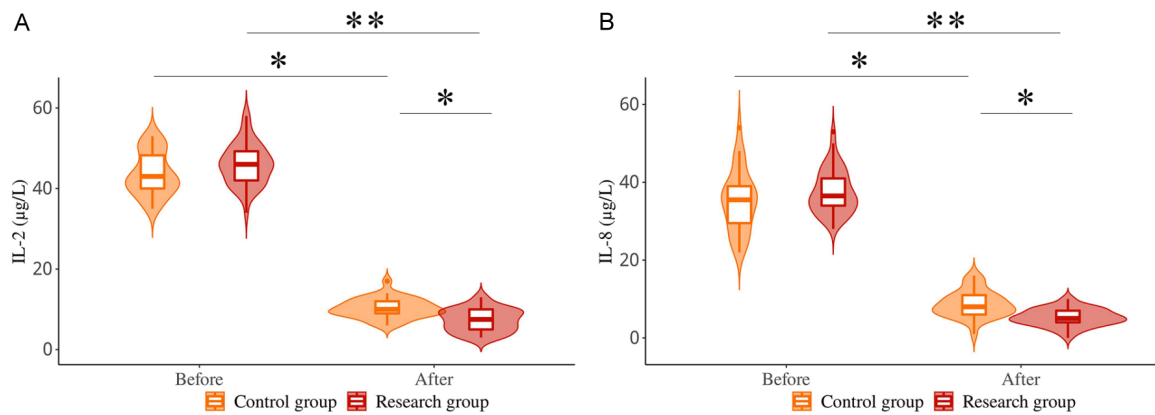 A
**
*
*
IL-2 (µg/L)
60
40
20
0
Before
After
Control group
Research group
B
**
*
*
IL-8 (µg/L)
60
40
20
0
Before
After
Control group
Research group